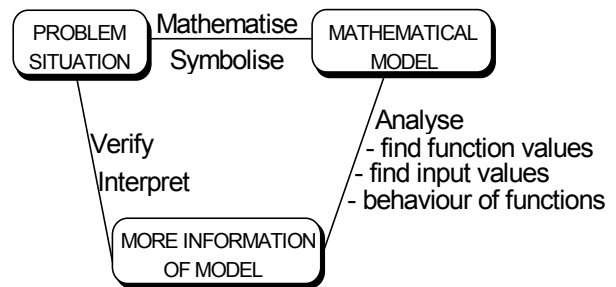 PROBLEM
SITUATION
Mathematise
Symbolise
MATHEMATICAL
MODEL
Analyse
- find function values
- find input values
- behaviour of functions
Verify
Interpret
MORE INFORMATION
OF MODEL